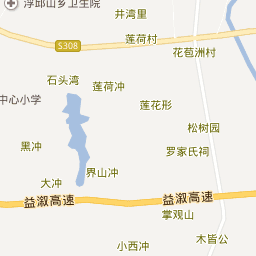 浮邱山乡卫生院
井湾里
莲荷村
S308
花苞洲村
石头湾
莲荷冲
中心小学
莲花形
松树园
黑冲
罗家氏祠
界山冲
大冲
益溆高速
益溆高速
掌观山
木皆公
小西冲